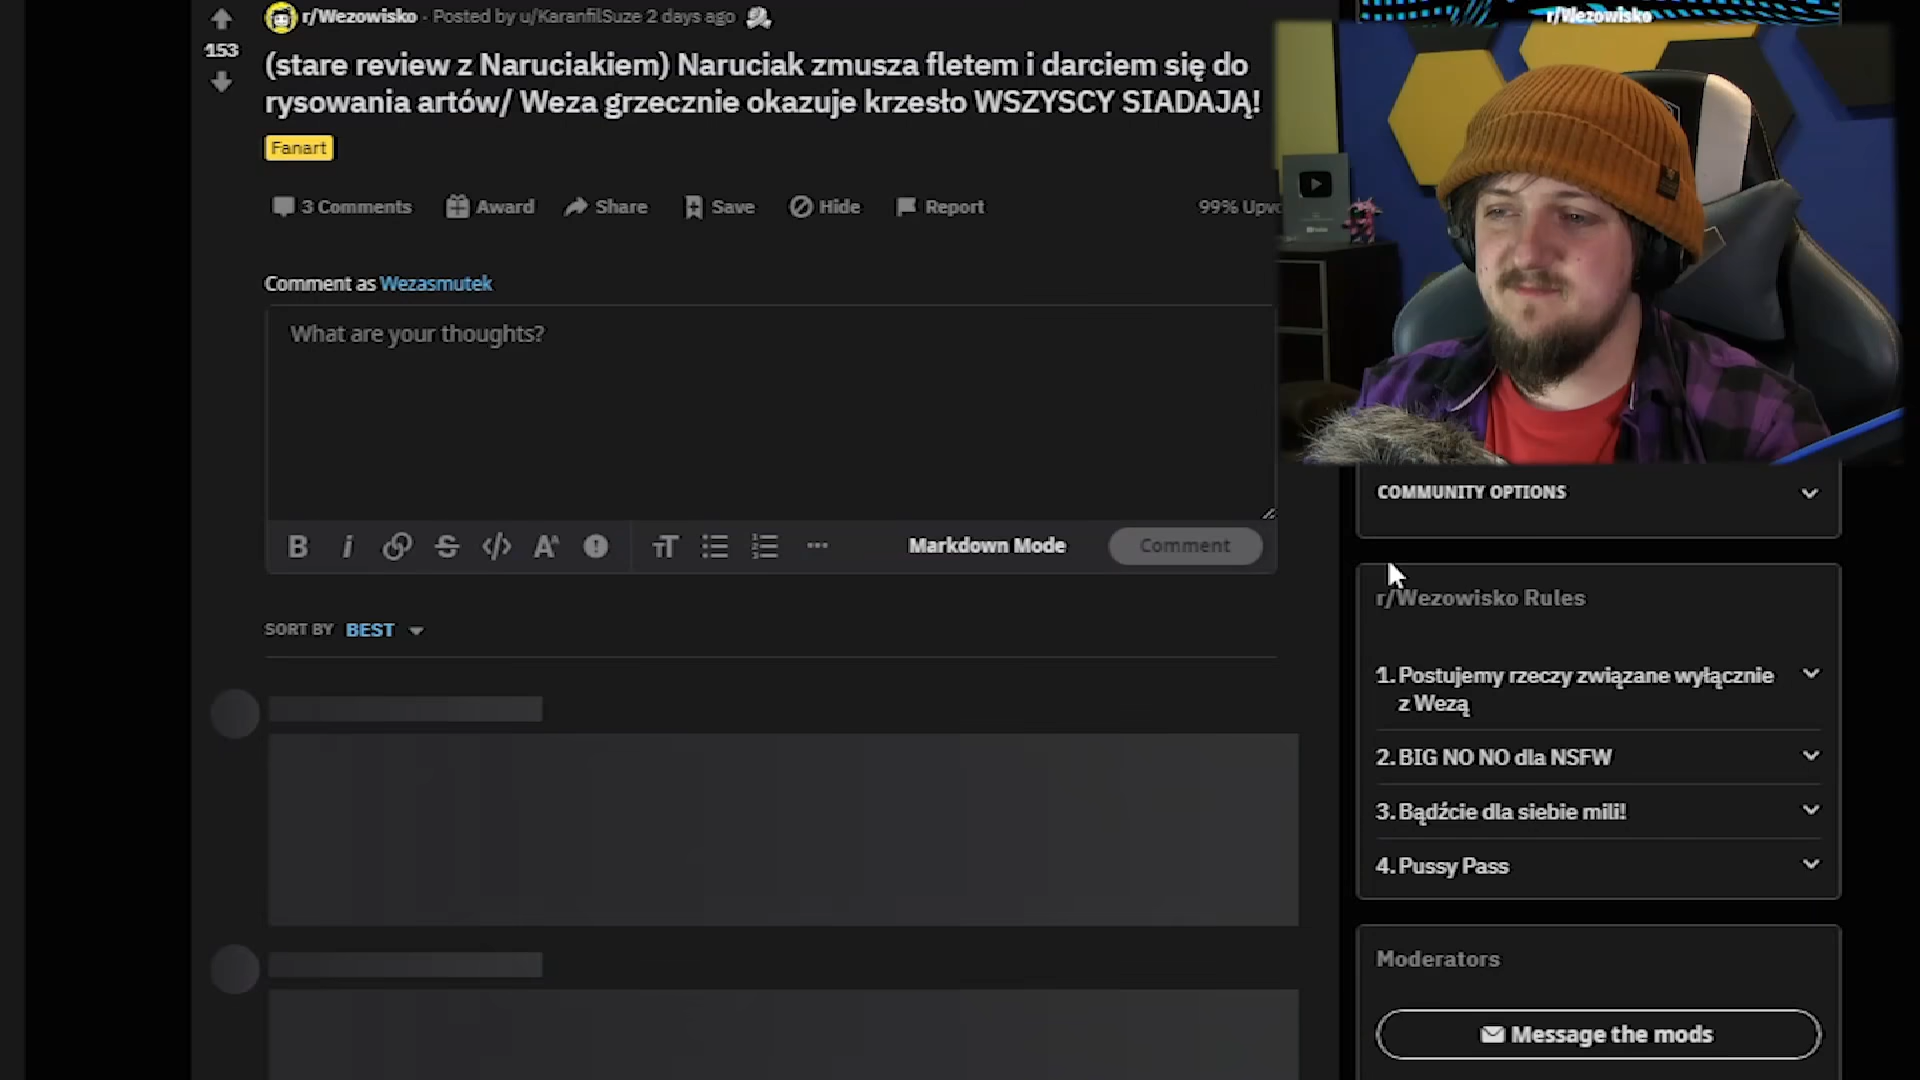 r/Wezowisko · Posted by u/KaranfilSuze 2 days ago
153
(stare review z Naruciakiem) Naruciak zmusza fletem i darciem się do
rysowania artów/ Weza grzecznie okazuje krzesło WSZYSCY SIADAJĄ!
Fanart
3 Comments Award Share Save Hide Report 99%
Comment as Wezasmutek
What are your thoughts?
Markdown Mode Comment
SORT BY BEST
r/Wezowisko
COMMUNITY OPTIONS
r/Wezowisko Rules
1. Postujemy rzeczy związane wyłącznie
z Wezą
2. BIG NO NO dla NSFW
3. Bądźcie dla siebie mili!
4. Pussy Pass
Moderators
Message the mods